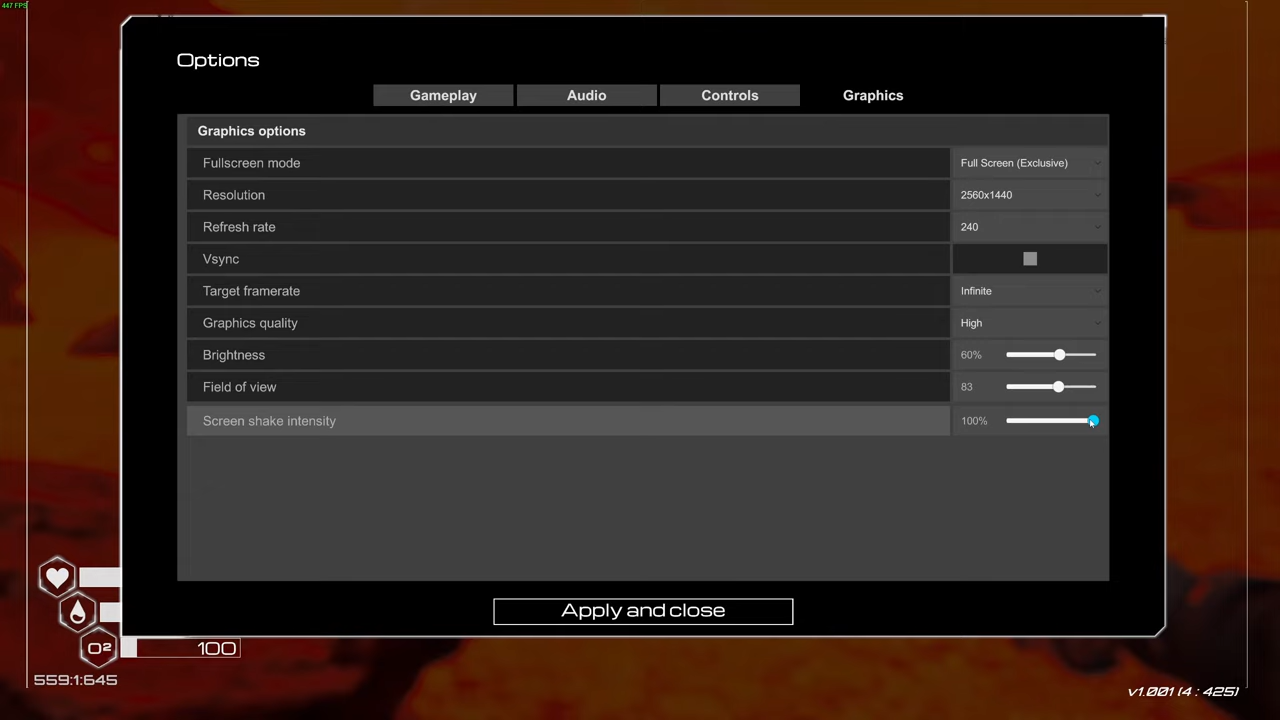 447 FPS
Options
Gameplay Audio Controls Graphics
Graphics options
Fullscreen mode Full Screen (Exclusive)
Resolution 2560x1440
Refresh rate 240
Vsync
Target framerate Infinite
Graphics quality High
Brightness 60%
Field of view 83
Screen shake intensity 100%
Apply and close
O² 100
559:1:645
v1.001 (4 : 425)